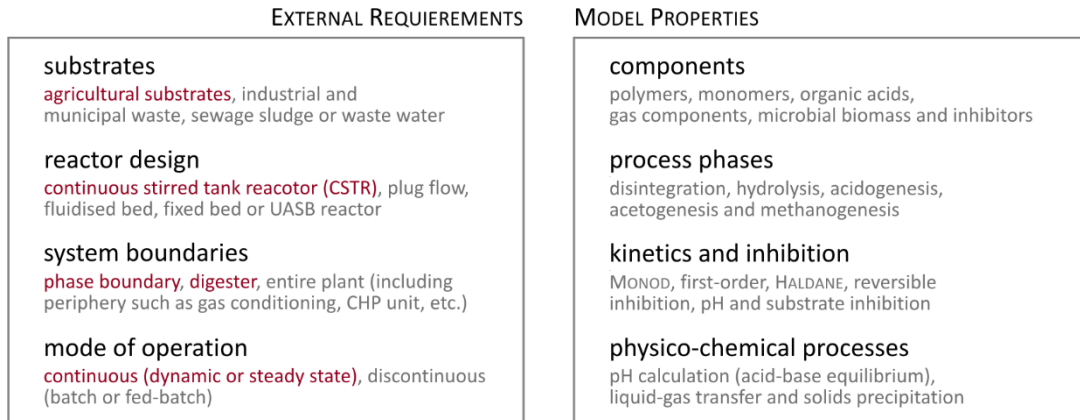 EXTERNAL REQUIEREMENTS
substrates
agricultural substrates, industrial and
municipal waste, sewage sludge or waste water
reactor design
continuous stirred tank reacotor (CSTR), plug flow,
fluidised bed, fixed bed or UASB reactor
system boundaries
phase boundary, digester, entire plant (including
periphery such as gas conditioning, CHP unit, etc.)
mode of operation
continuous (dynamic or steady state), discontinuous
(batch or fed-batch)
MODEL PROPERTIES
components
polymers, monomers, organic acids,
gas components, microbial biomass and inhibitors
process phases
disintegration, hydrolysis, acidogenesis,
acetogenesis and methanogenesis
kinetics and inhibition
MONOD, first-order, HALDANE, reversible
inhibition, pH and substrate inhibition
physico-chemical processes
pH calculation (acid-base equilibrium),
liquid-gas transfer and solids precipitation